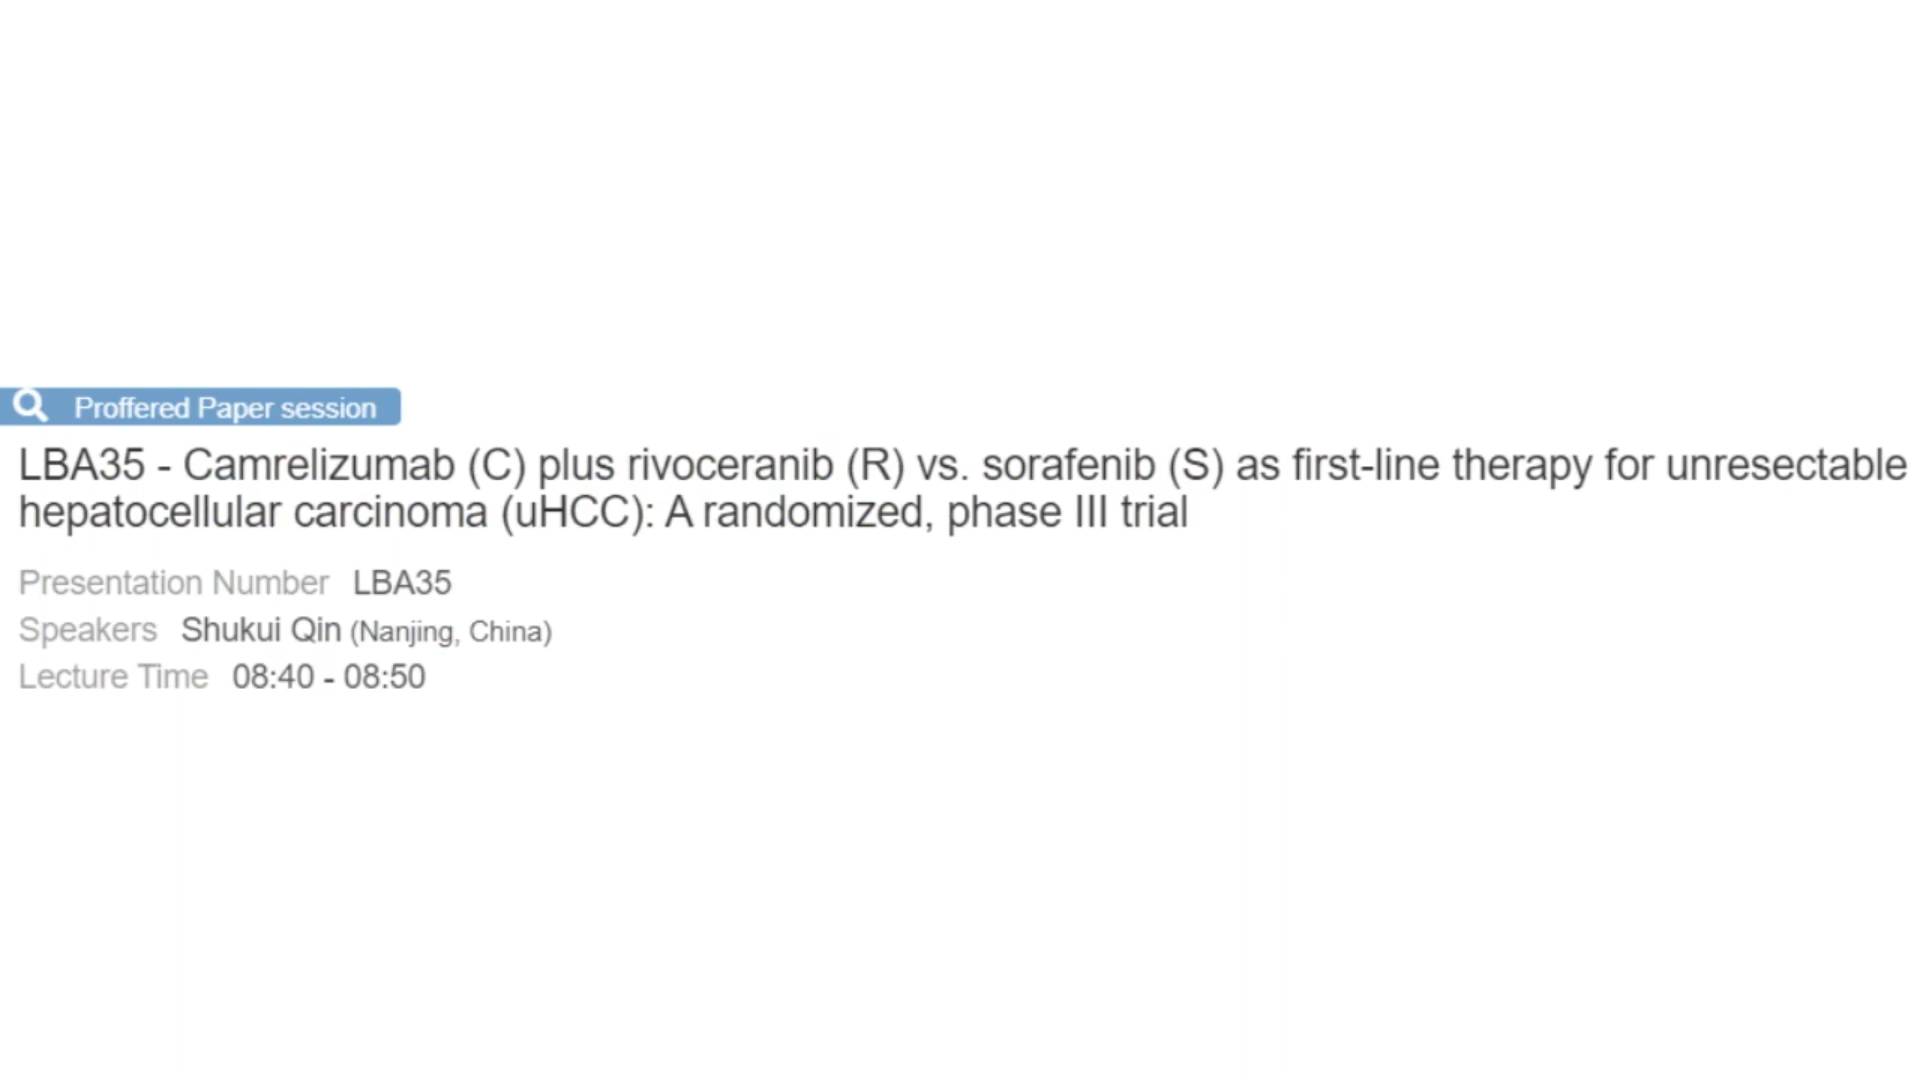 Proffered Paper session
LBA35 - Camrelizumab (C) plus rivoceranib (R) vs. sorafenib (S) as first-line therapy for unresectable
hepatocellular carcinoma (uHCC): A randomized, phase III trial
Presentation Number LBA35
Speakers Shukui Qin (Nanjing, China)
Lecture Time 08:40 - 08:50